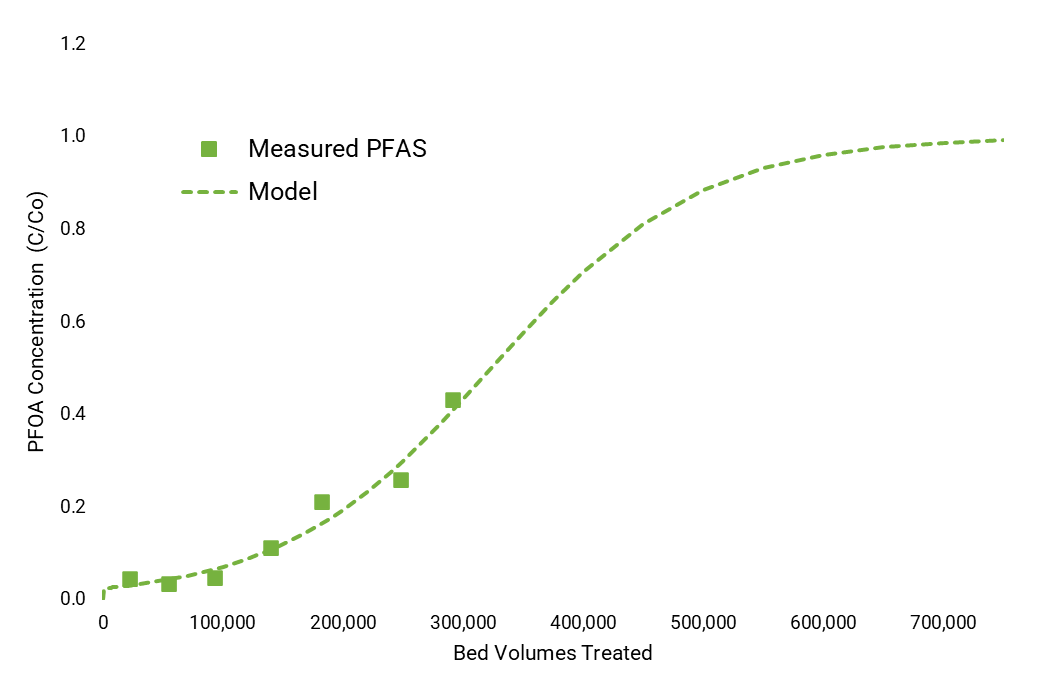 1.2
1.0
0.8
0.6
0.4
0.2
0.0
PFOA Concentration (C/Co)
Measured PFAS
Model
0 100,000 200,000 300,000 400,000 500,000 600,000 700,000
Bed Volumes Treated